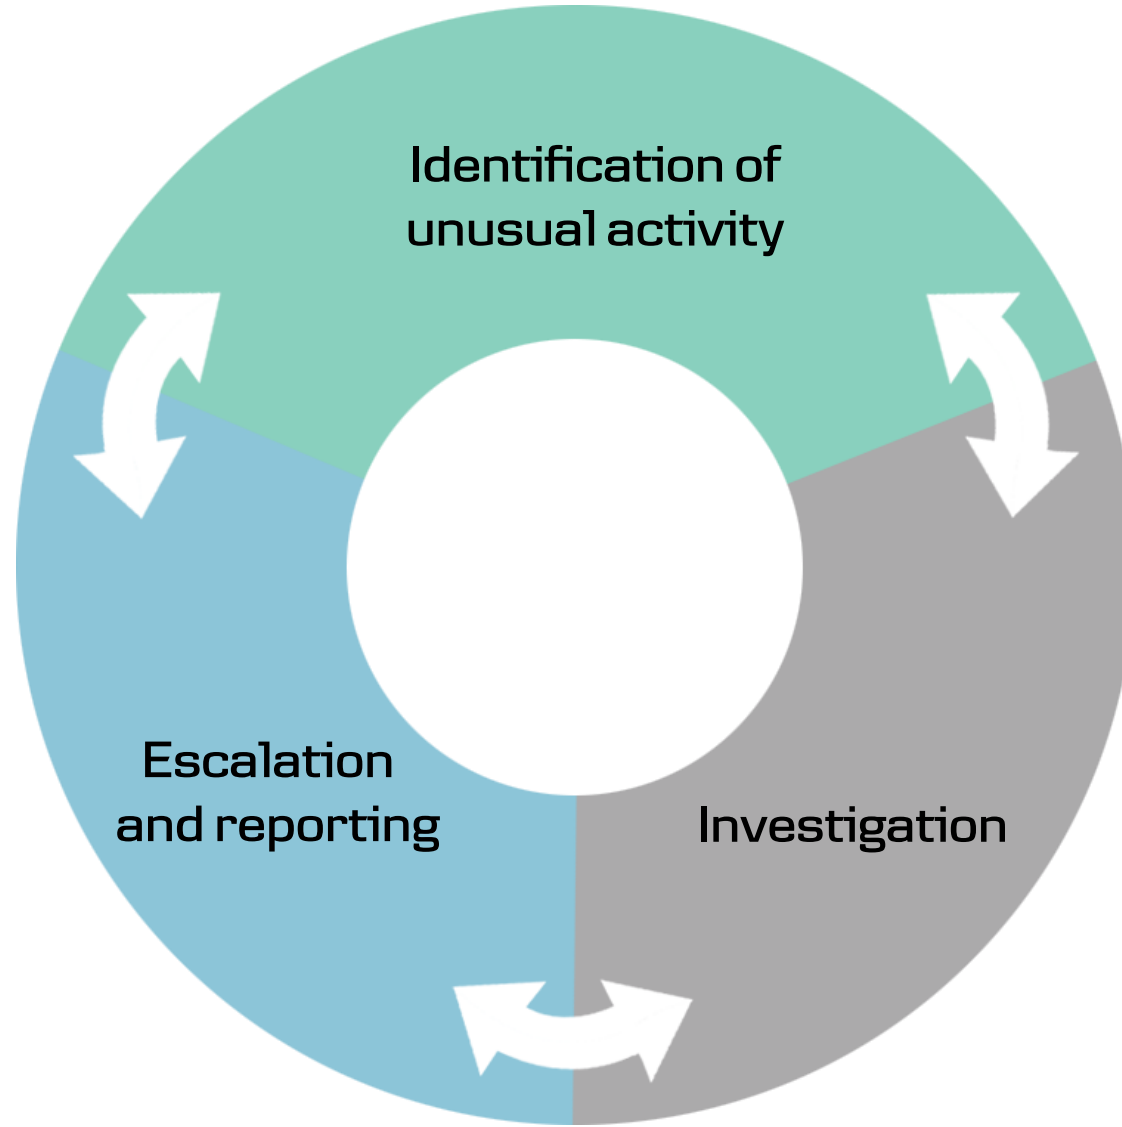 Identification of
unusual activity
Escalation
and reporting
Investigation